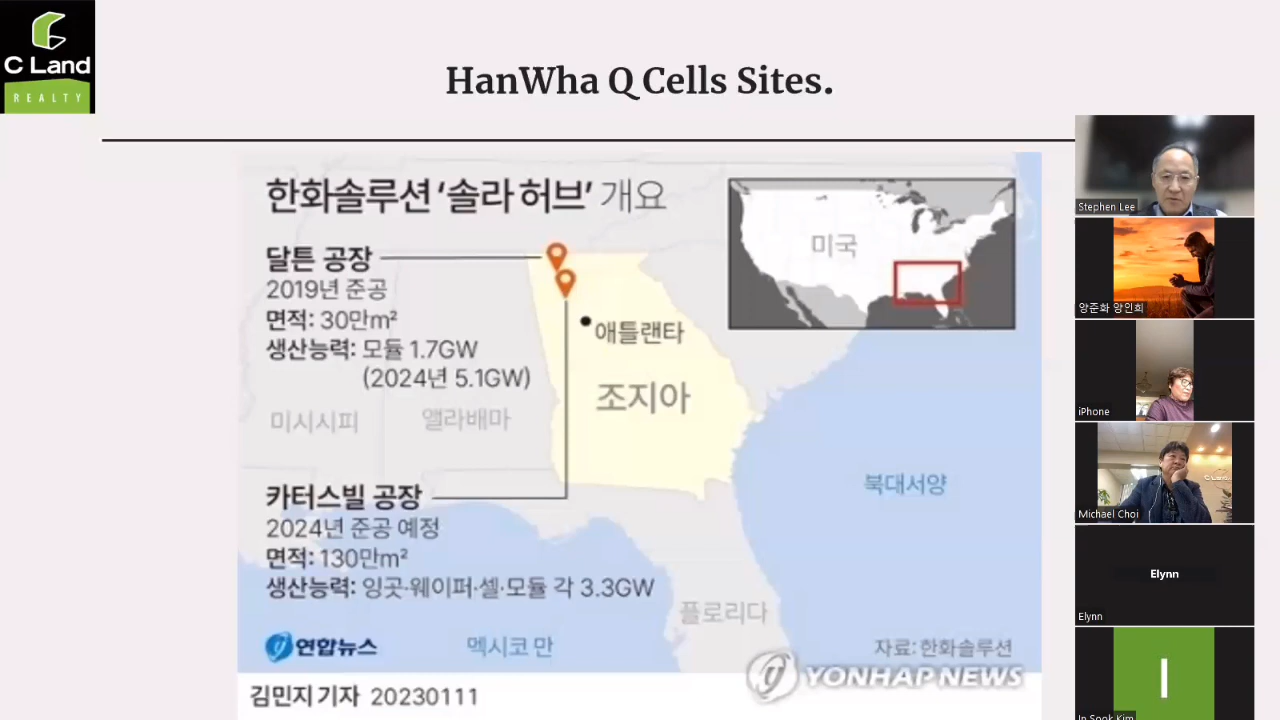 C Land
REALTY
HanWha Q Cells Sites.
한화솔루션 '솔라 허브' 개요
달튼 공장
2019년 준공
면적: 30만m²
생산능력: 모듈 1.7GW
(2024년 5.1GW)
미국
애틀랜타
조지아
미시시피
앨라배마
북대서양
카터스빌 공장
2024년 준공 예정
면적: 130만m²
생산능력: 잉곳·웨이퍼·셀·모듈 각 3.3GW
플로리다
멕시코 만
연합뉴스
자료: 한화솔루션
YONHAP NEWS
김민지 기자 20230111
Stephen Lee
양준화 양인희
iPhone
C Land
Michael Choi
Elynn
Elynn
I
In Sook Kim